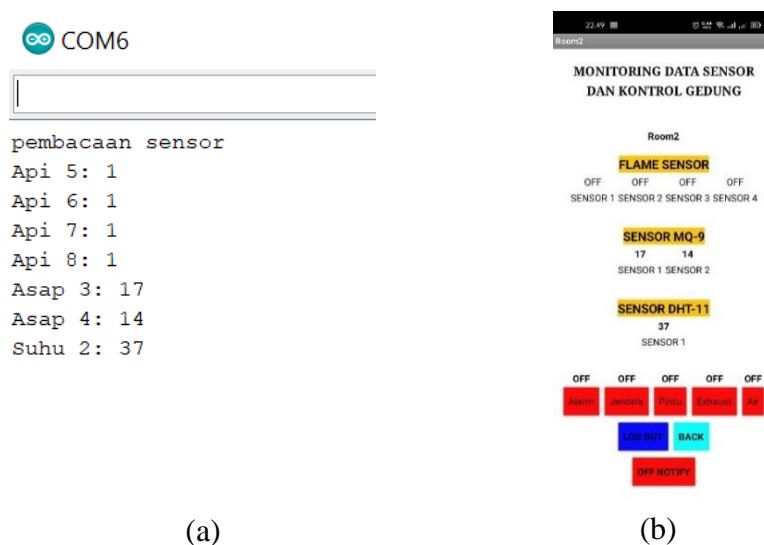 COM6
pembacaan sensor
Api 5: 1
Api 6: 1
Api 7: 1
Api 8: 1
Asap 3: 17
Asap 4: 14
Suhu 2: 37
(a)
22.49
Room2
MONITORING DATA SENSOR
DAN KONTROL GEDUNG
Room2
FLAME SENSOR
OFF OFF OFF OFF
SENSOR 1 SENSOR 2 SENSOR 3 SENSOR 4
SENSOR MQ-9
17 14
SENSOR 1 SENSOR 2
SENSOR DHT-11
37
SENSOR 1
OFF OFF OFF OFF OFF
Alarm Jendela Pintu Exhaust Air
LOG OUT BACK
OFF NOTIFY
(b)